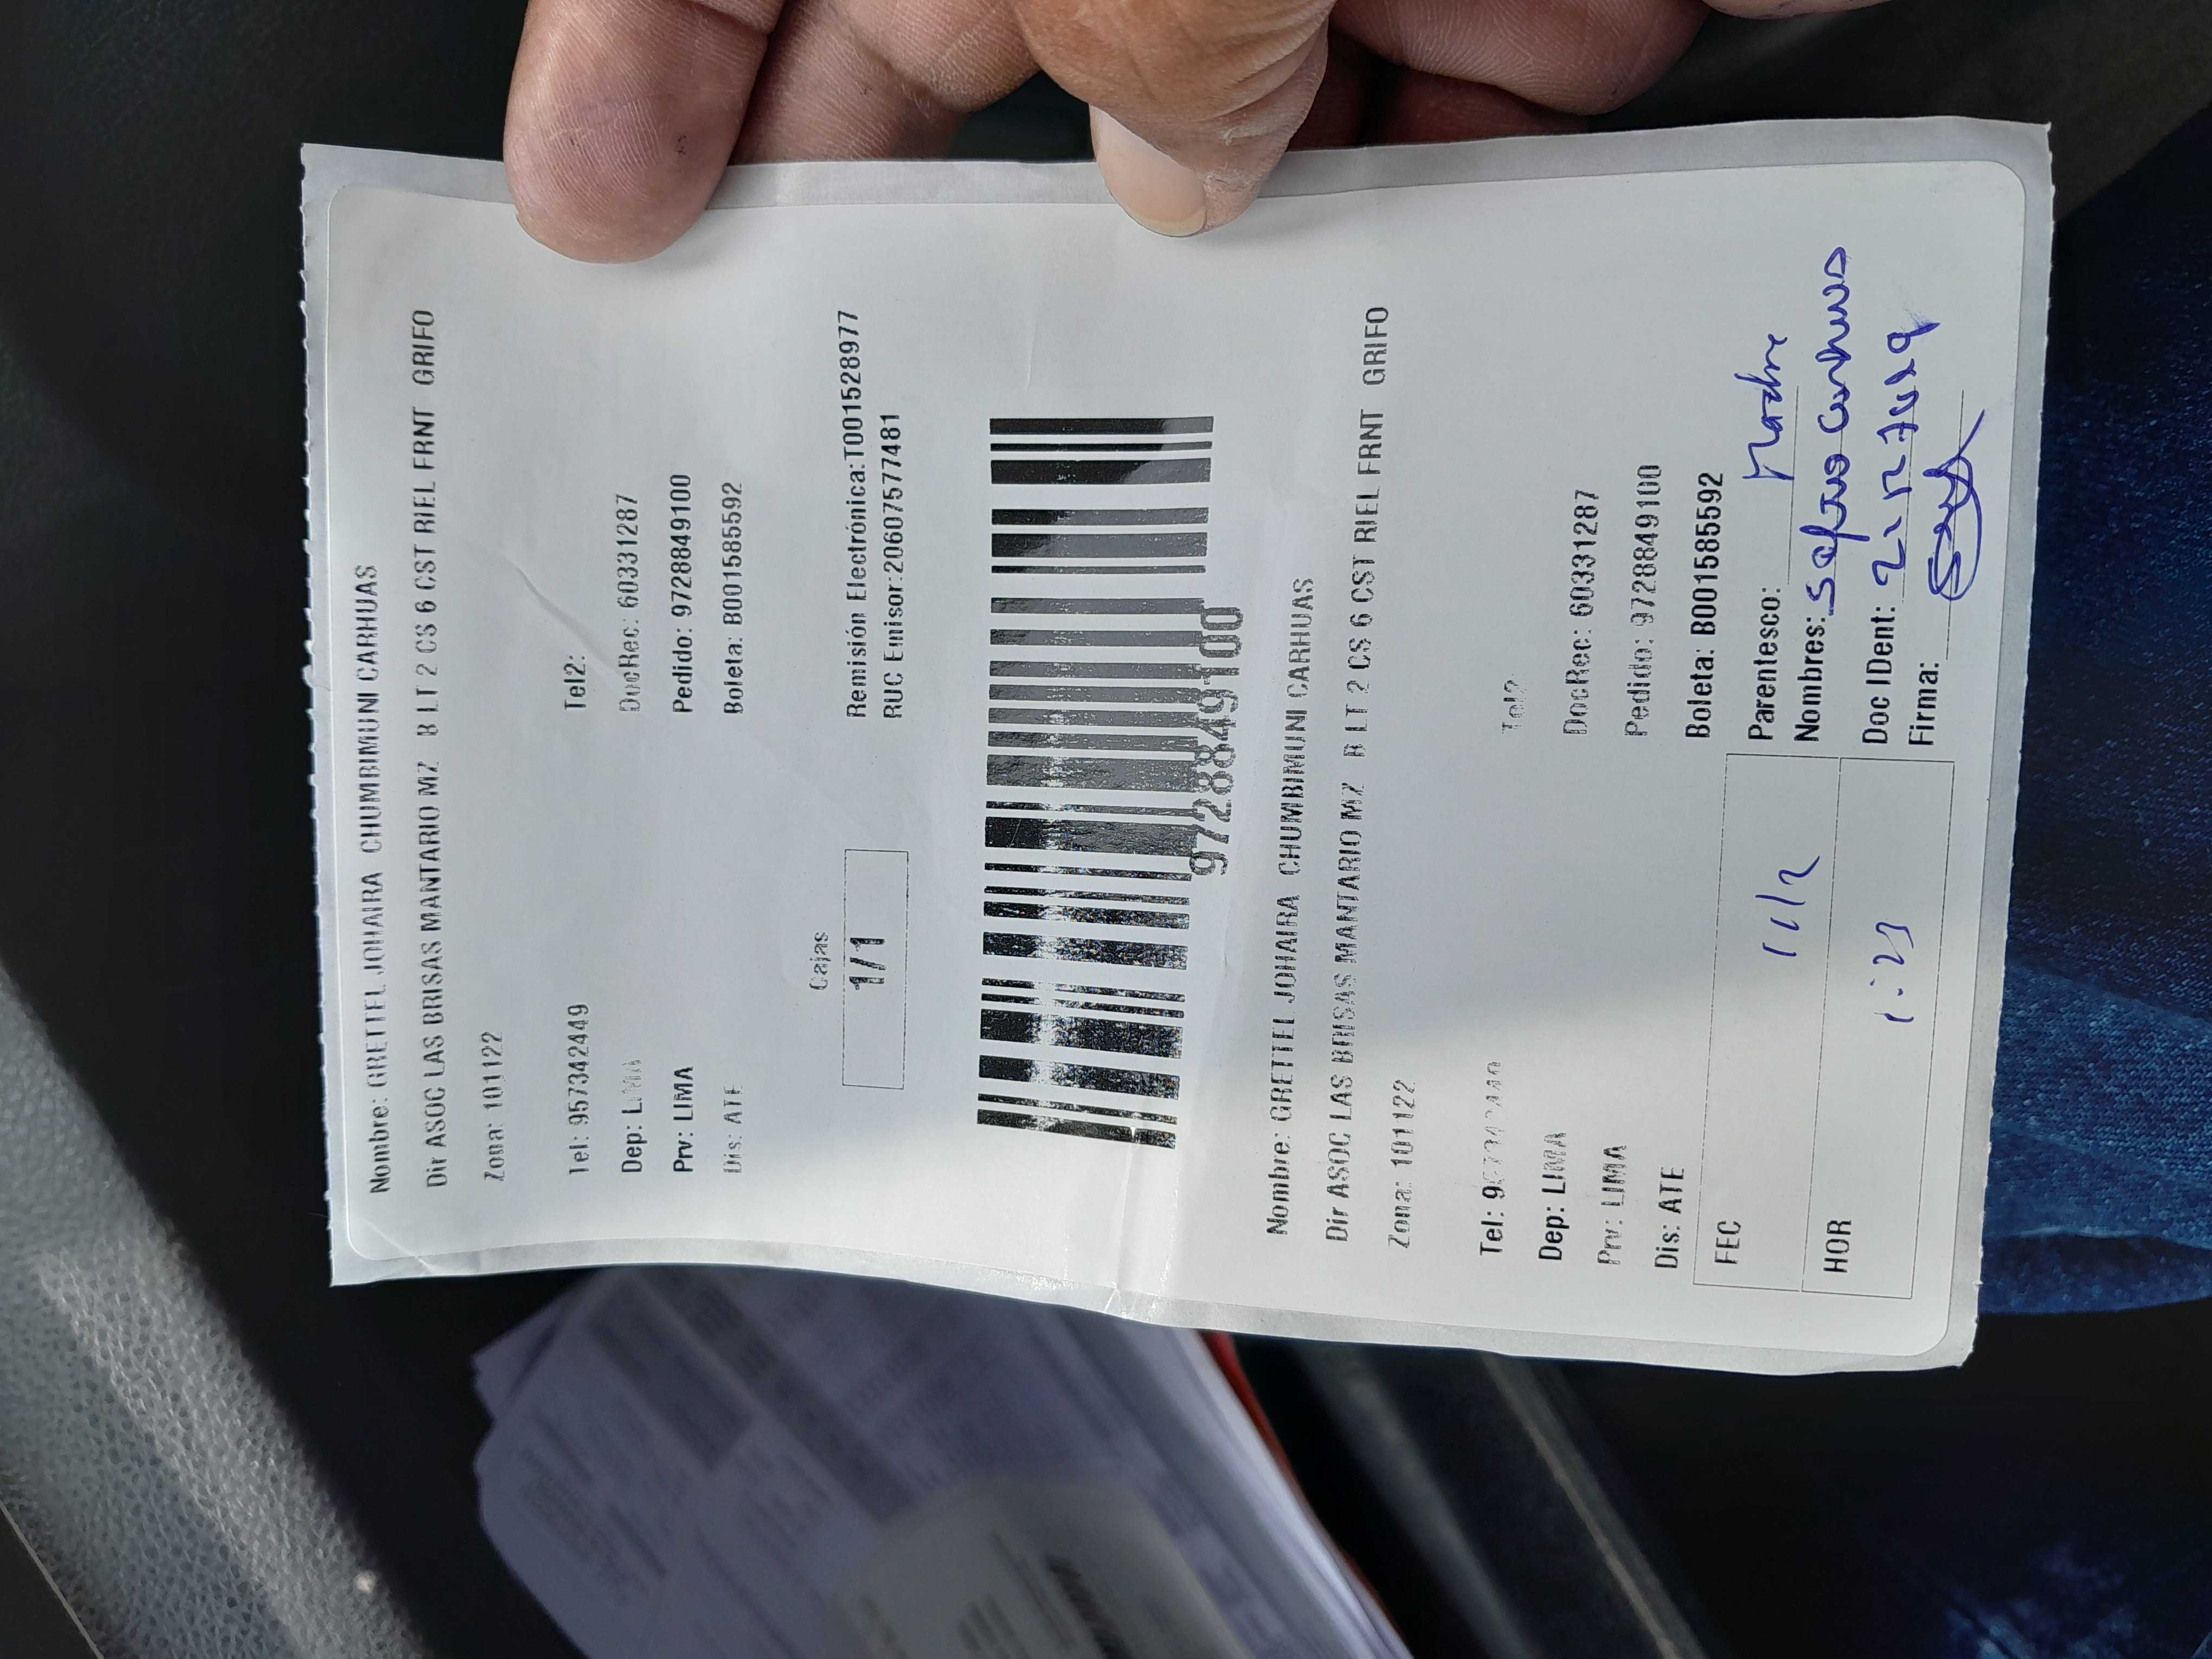 Nombre: GRETTEL JOHAIRA CHUMBIMUNI CARHUAS
Dir ASOC LAS BRISAS MANTARIO MZ B LT 2 CS 6 CST RIEL FRNT GRIFO
Zona: 101122
Tel: 957342449 Tel2:
Dep: LIMA DocRec: 60331287
Prv: LIMA Pedido: 9728849100
Dis: ATE Boleta: B001585592
Cajas
1/1
Remisión Electrónica:T001528977
RUC Emisor:20607577481
9728849100
Nombre: GRETTEL JOHAIRA CHUMBIMUNI CARHUAS
Dir ASOC LAS BRISAS MANTARIO MZ B LT 2 CS 6 CST RIEL FRNT GRIFO
Zona: 101122
Tel: 957342449 Tel2:
Dep: LIMA DocRec: 60331287
Prv: LIMA Pedido: 9728849100
Dis: ATE Boleta: B001585592
FEC
HOR 1:23
Parentesco: Madre
Nombres:
Doc IDent:
Firma: